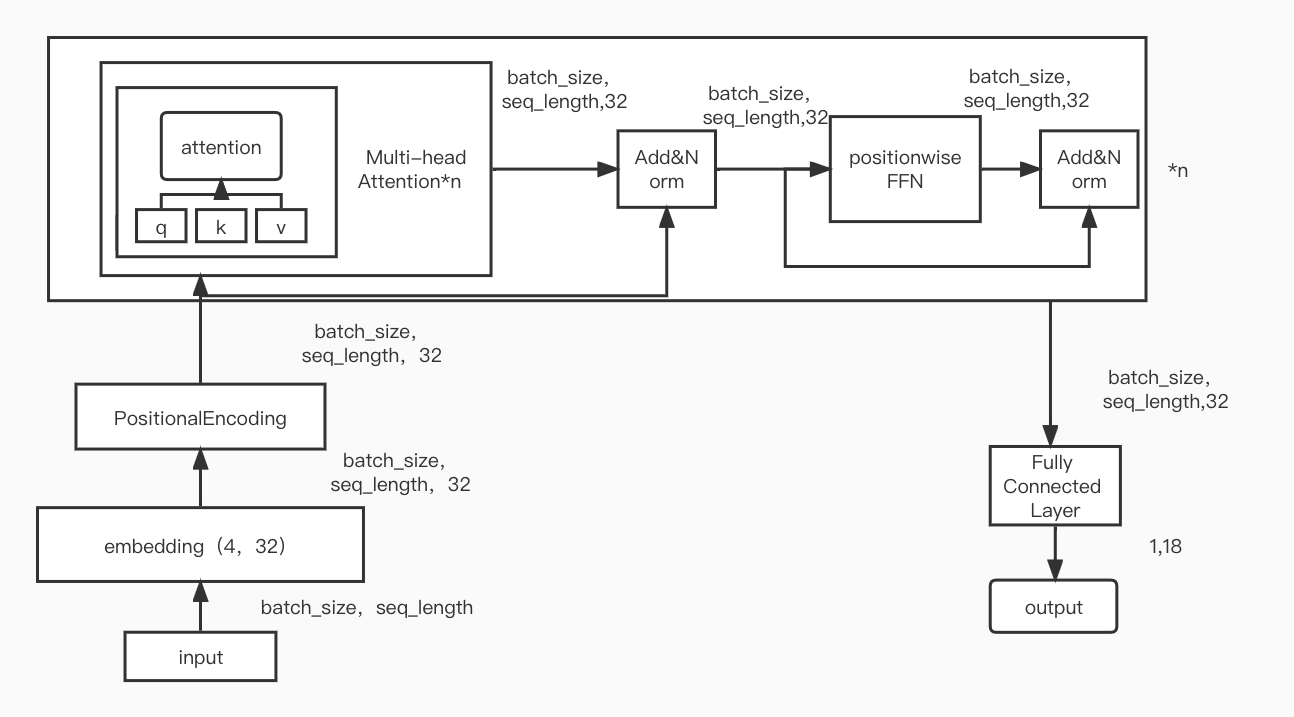 batch_size,
seq_length,32
batch_size,
seq_length,32
batch_size,
seq_length,32
attention
q
k
v
Multi-head
Attention*n
Add&N
orm
positionwise
FFN
Add&N
orm
*n
batch_size,
seq_length, 32
PositionalEncoding
batch_size,
seq_length, 32
embedding (4, 32)
batch_size, seq_length
input
batch_size,
seq_length,32
Fully
Connected
Layer
1,18
output